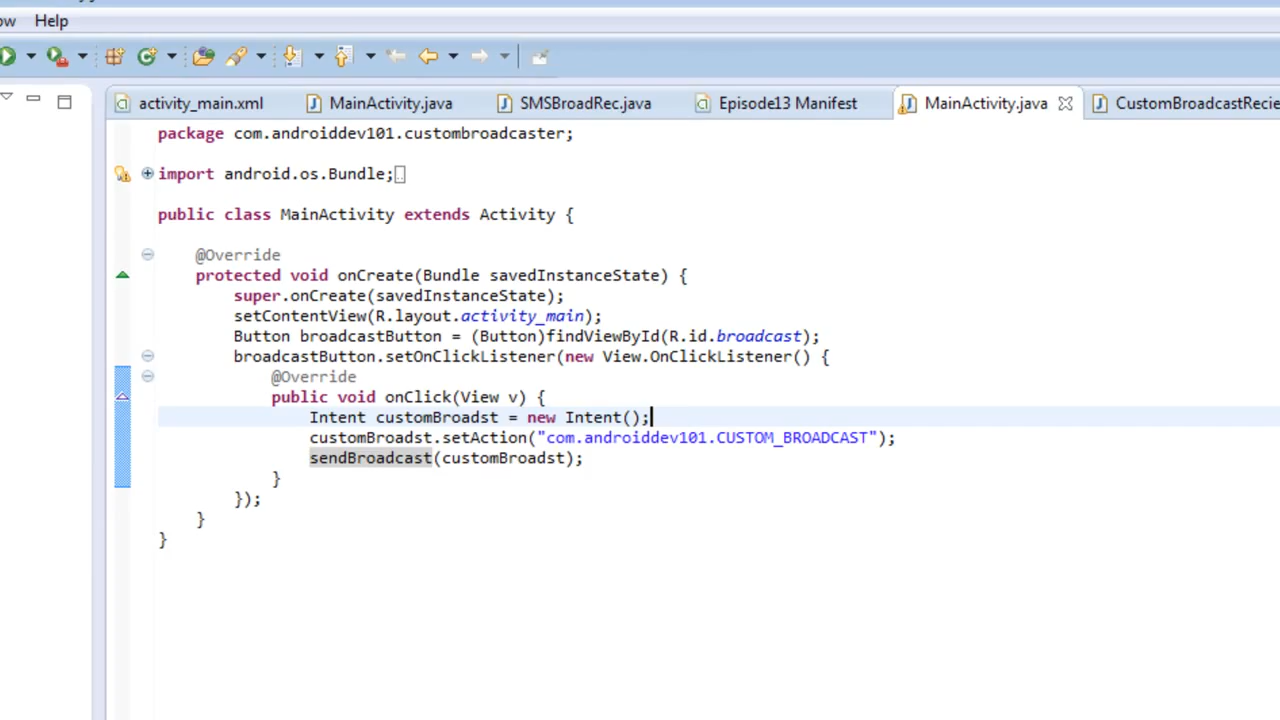 Help
activity_main.xml MainActivity.java SMSBroadRec.java Episode13 Manifest MainActivity.java CustomBroadcastRecie
package com.androiddev101.custombroadcaster;
import android.os.Bundle;
public class MainActivity extends Activity {
@Override
protected void onCreate(Bundle savedInstanceState) {
super.onCreate(savedInstanceState);
setContentView(R.layout.activity_main);
Button broadcastButton = (Button)findViewById(R.id.broadcast);
broadcastButton.setOnClickListener(new View.OnClickListener() {
@Override
public void onClick(View v) {
Intent customBroadst = new Intent();
customBroadst.setAction("com.androiddev101.CUSTOM_BROADCAST");
sendBroadcast(customBroadst);
}
});
}
}